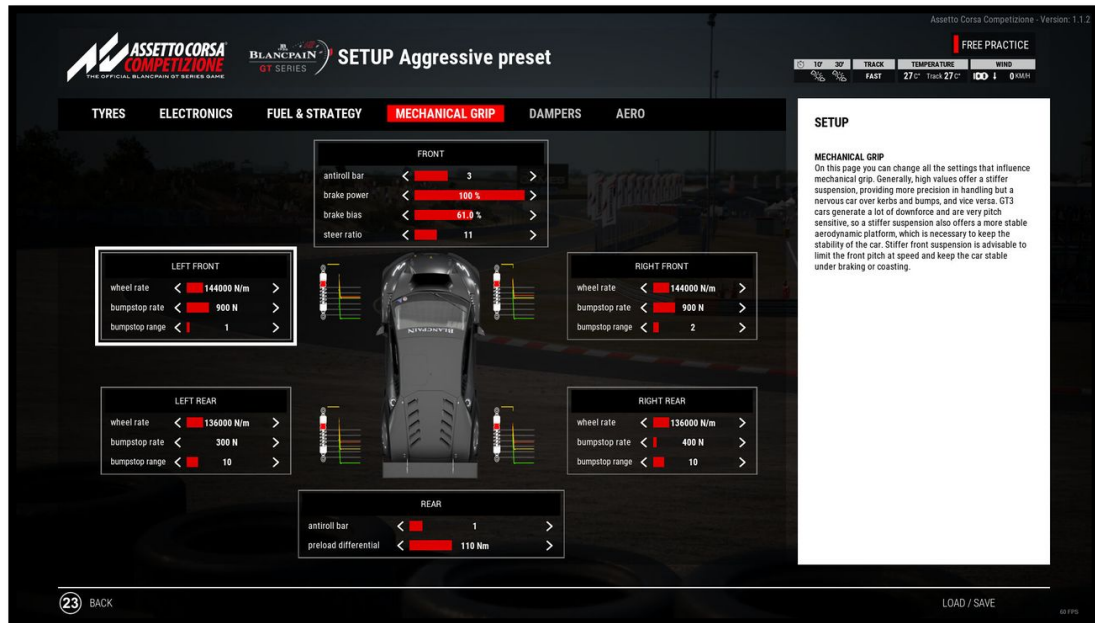 Assetto Corsa Competizione - Version: 1.1.2
ASSETTO CORSA
COMPETIZIONE
THE OFFICIAL BLANCPAIN GT SERIES GAME
BLANCPAIN
GT SERIES
SETUP Aggressive preset
FREE PRACTICE
10' 30' TRACK TEMPERATURE WIND
FAST 27 C° Track 27 C° 0 KM/H
TYRES ELECTRONICS FUEL & STRATEGY MECHANICAL GRIP DAMPERS AERO
FRONT
antiroll bar 3
brake power 100 %
brake bias 61.0 %
steer ratio 11
LEFT FRONT
wheel rate 144000 N/m
bumpstop rate 900 N
bumpstop range 1
RIGHT FRONT
wheel rate 144000 N/m
bumpstop rate 900 N
bumpstop range 2
BLANCPAIN
BLANCPAIN
LEFT REAR
wheel rate 136000 N/m
bumpstop rate 300 N
bumpstop range 10
RIGHT REAR
wheel rate 136000 N/m
bumpstop rate 400 N
bumpstop range 10
REAR
antiroll bar 1
preload differential 110 Nm
SETUP
MECHANICAL GRIP
On this page you can change all the settings that influence
mechanical grip. Generally, high values offer a stiffer
suspension, providing more precision in handling but a
nervous car over kerbs and bumps, and vice versa. GT3
cars generate a lot of downforce and are very pitch
sensitive, so a stiffer suspension also offers a more stable
aerodynamic platform, which is necessary to keep the
stability of the car. Stiffer front suspension is advisable to
limit the front pitch at speed and keep the car stable
under braking or coasting.
23 BACK
LOAD / SAVE
60 FPS